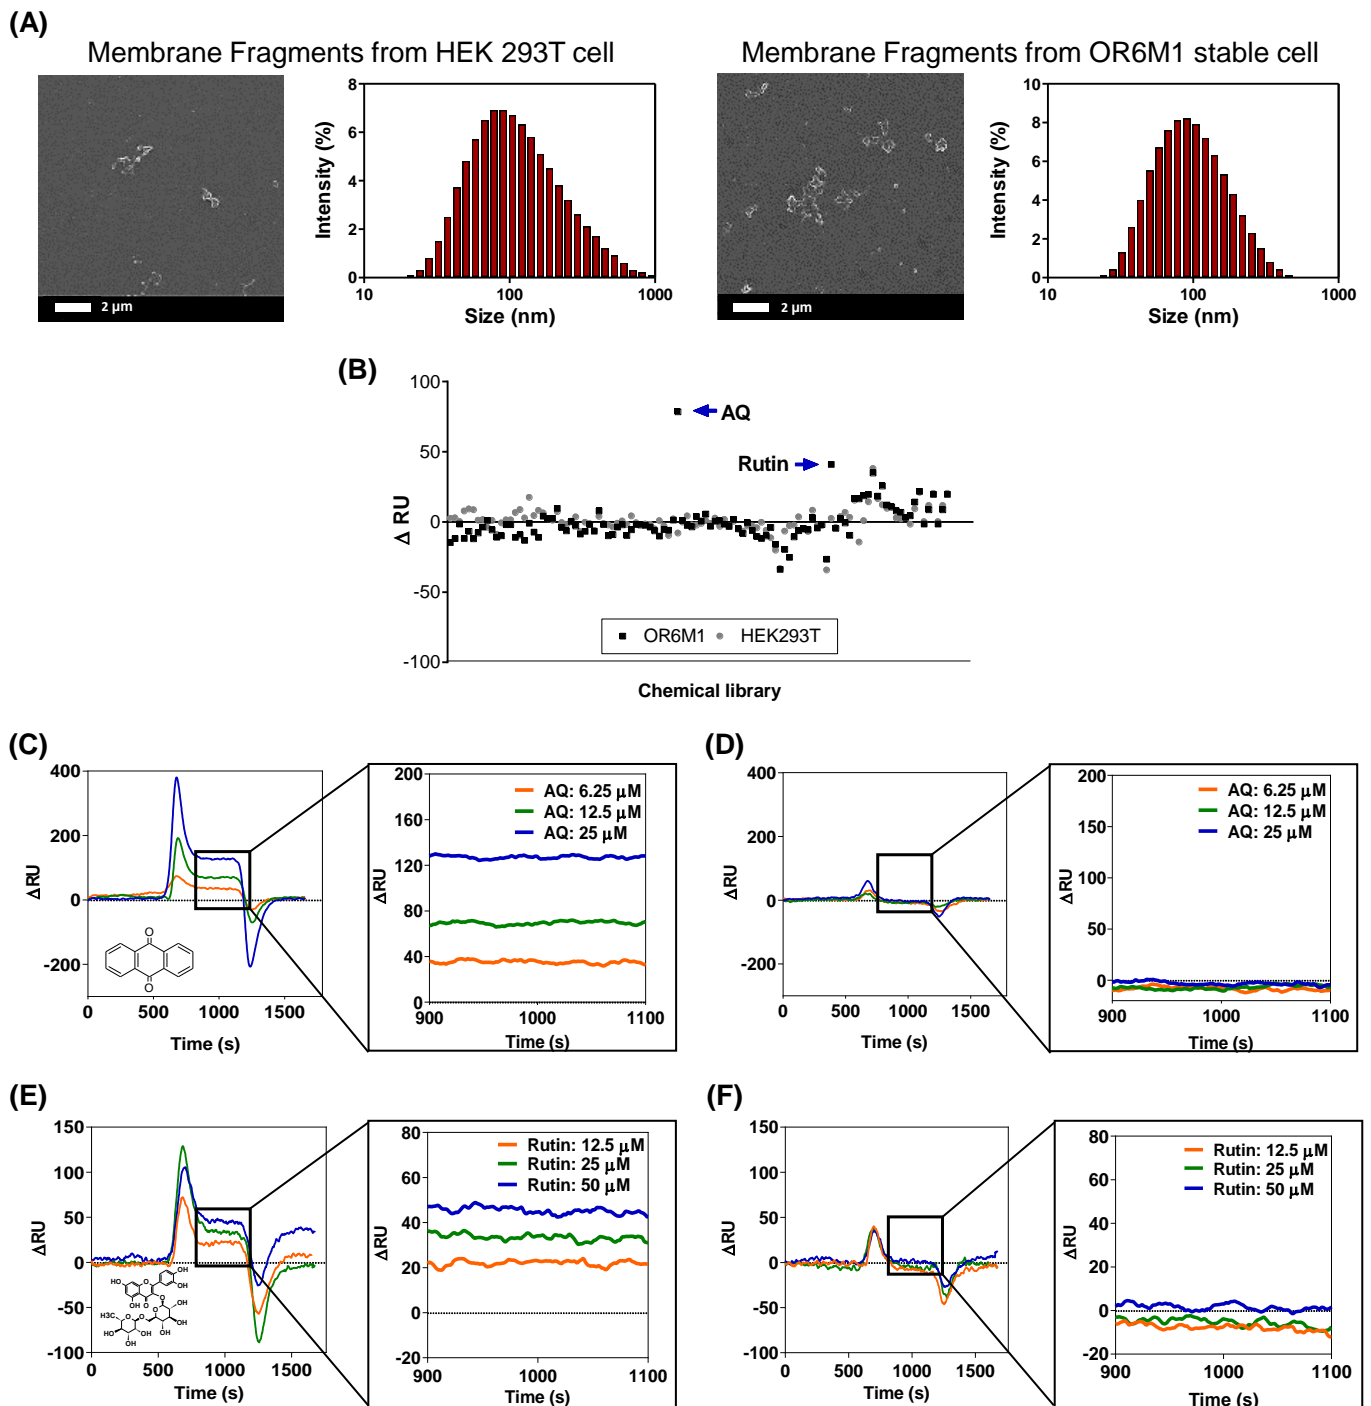 (A)
Membrane Fragments from HEK 293T cell
Membrane Fragments from OR6M1 stable cell
2 µm
Intensity (%)
8
6
4
2
0
10
100
1000
Size (nm)
2 µm
Intensity (%)
10
8
6
4
2
0
10
100
1000
Size (nm)
(B)
Δ RU
100
50
0
-50
-100
AQ
Rutin
OR6M1
HEK293T
Chemical library
(C)
ΔRU
400
200
0
-200
0
500
1000
1500
Time (s)
O
O
ΔRU
200
160
120
80
40
0
AQ: 6.25 µM
AQ: 12.5 µM
AQ: 25 µM
900
1000
1100
Time (s)
(D)
ΔRU
400
200
0
-200
0
500
1000
1500
Time (s)
ΔRU
200
150
100
50
0
AQ: 6.25 µM
AQ: 12.5 µM
AQ: 25 µM
900
1000
1100
Time (s)
(E)
ΔRU
150
100
50
0
-50
-100
0
500
1000
1500
Time (s)
ΔRU
80
60
40
20
0
-20
Rutin: 12.5 µM
Rutin: 25 µM
Rutin: 50 µM
900
1000
1100
Time (s)
(F)
ΔRU
150
100
50
0
-50
-100
0
500
1000
1500
Time (s)
ΔRU
80
60
40
20
0
-20
Rutin: 12.5 µM
Rutin: 25 µM
Rutin: 50 µM
900
1000
1100
Time (s)